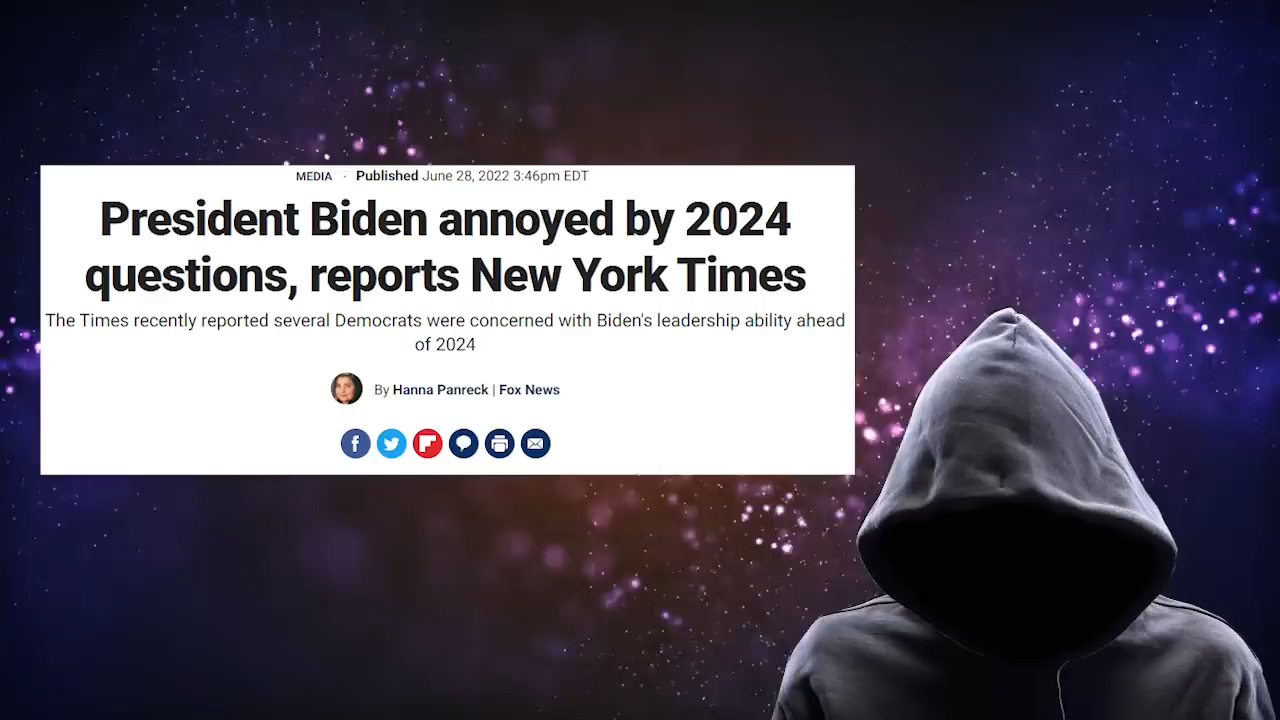 MEDIA · Published June 28, 2022 3:46pm EDT
President Biden annoyed by 2024
questions, reports New York Times
The Times recently reported several Democrats were concerned with Biden's leadership ability ahead
of 2024
By Hanna Panreck | Fox News